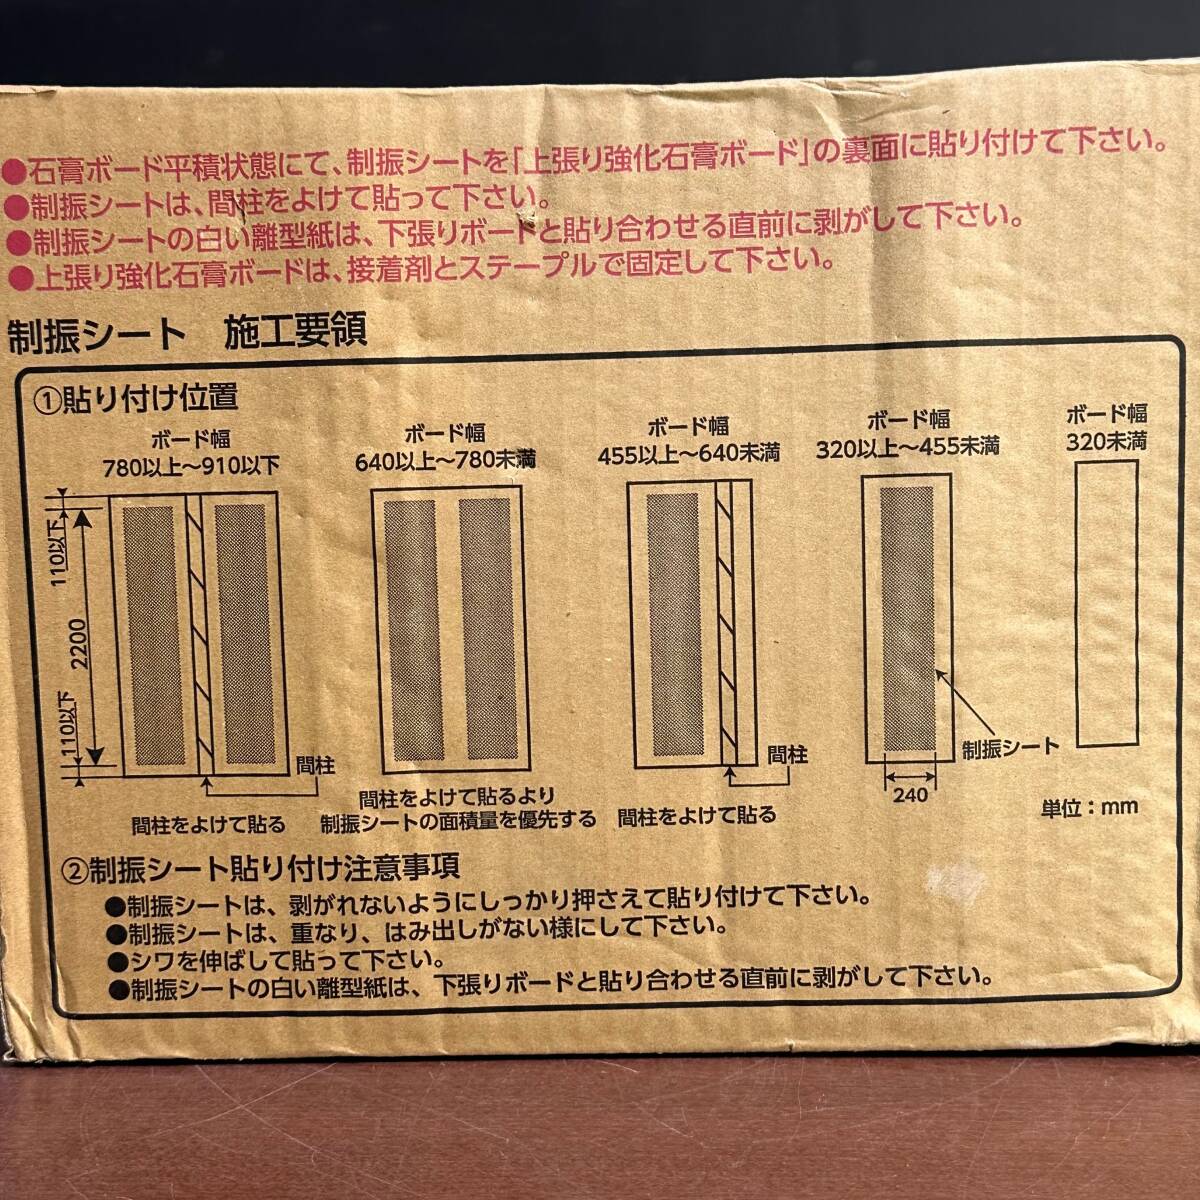 ●石膏ボード平積状態にて、制振シートを「上張り強化石膏ボード」の裏面に貼り付けて下さい。
●制振シートは、間柱をよけて貼って下さい。
●制振シートの白い離型紙は、下張りボードと貼り合わせる直前に剥がして下さい。
●上張り強化石膏ボードは、接着剤とステープルで固定して下さい。
制振シート 施工要領
①貼り付け位置
ボード幅
780以上〜910以下
ボード幅
640以上〜780未満
ボード幅
455以上〜640未満
ボード幅
320以上〜455未満
ボード幅
320未満
110以下
2200
110以下
間柱
間柱をよけて貼る
間柱をよけて貼るより
制振シートの面積量を優先する
間柱
間柱をよけて貼る
制振シート
240
単位：mm
②制振シート貼り付け注意事項
●制振シートは、剥がれないようにしっかり押さえて貼り付けて下さい。
●制振シートは、重なり、はみ出しがない様にして下さい。
●シワを伸ばして貼って下さい。
●制振シートの白い離型紙は、下張りボードと貼り合わせる直前に剥がして下さい。